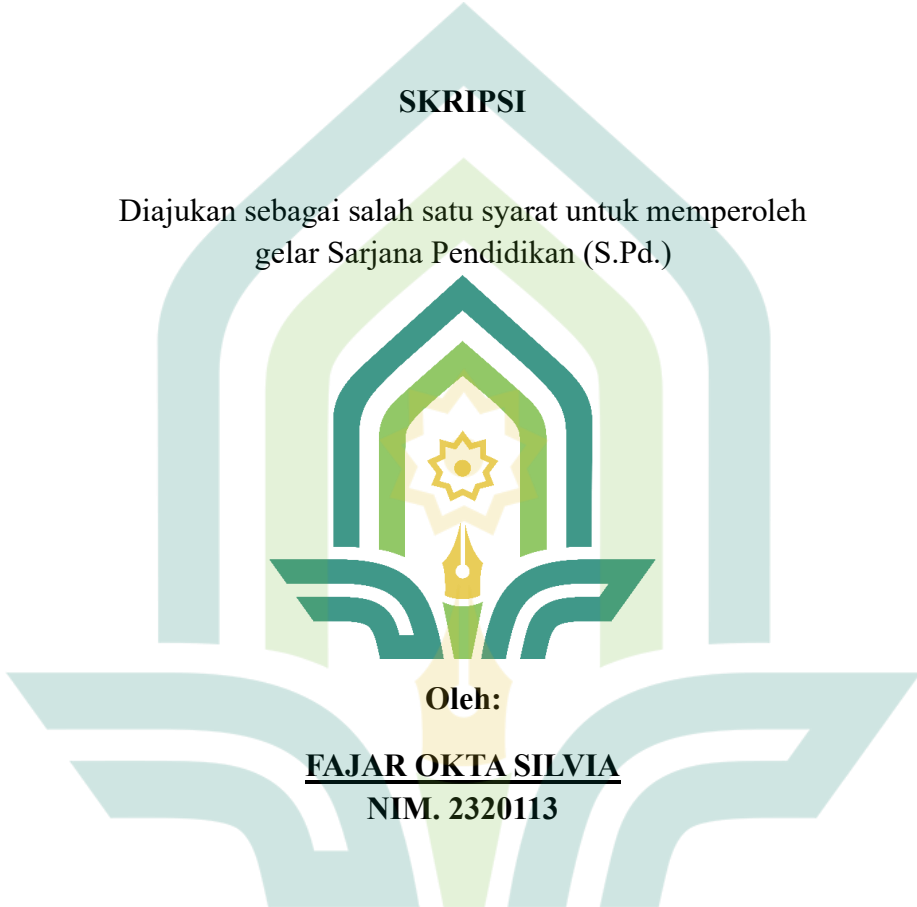 SKRIPSI
Diajukan sebagai salah satu syarat untuk memperoleh
gelar Sarjana Pendidikan (S.Pd.)
Oleh:
FAJAR OKTA SILVIA
NIM. 2320113